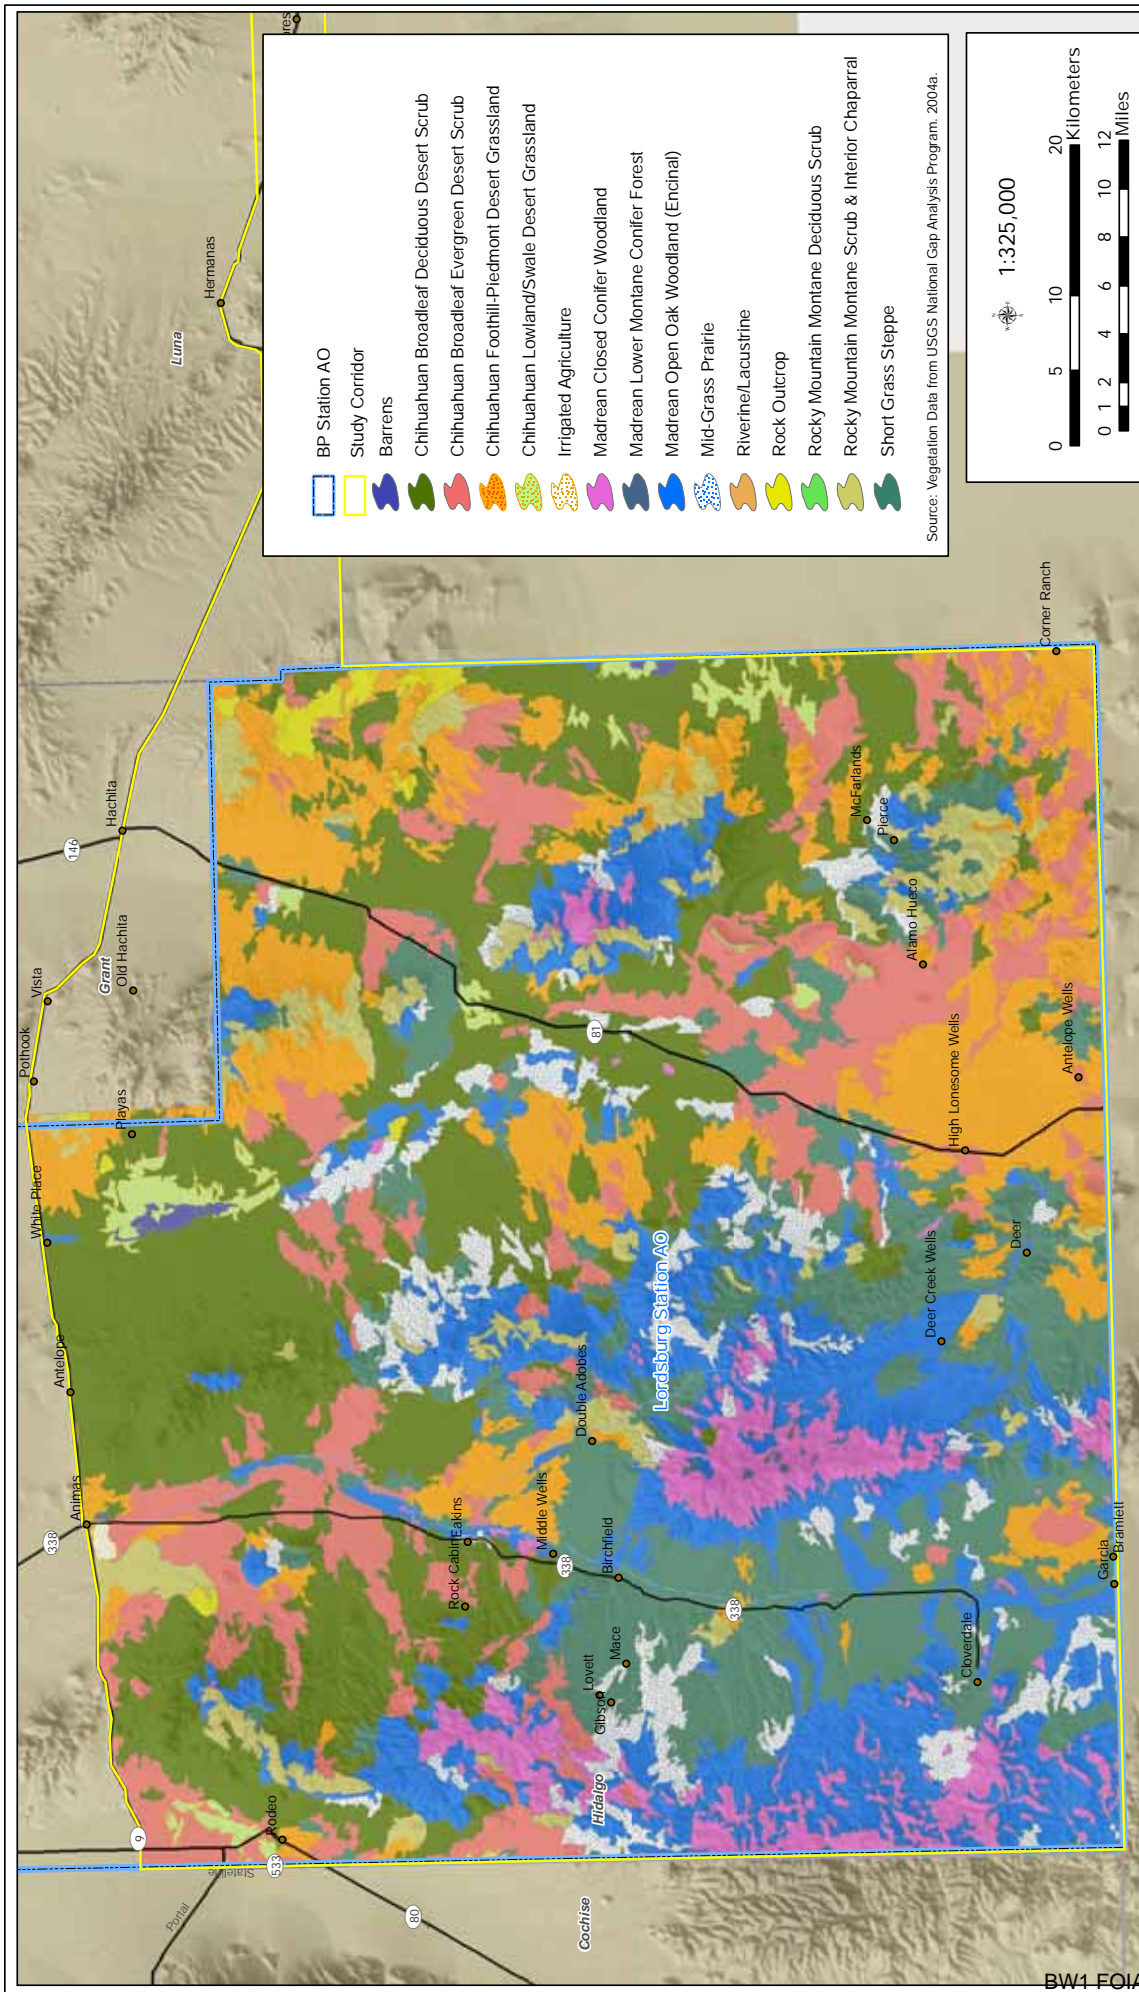 BP Station AO
Study Corridor
Barrens
Chihuahuan Broadleaf Deciduous Desert Scrub
Chihuahuan Broadleaf Evergreen Desert Scrub
Chihuahuan Foothill-Piedmont Desert Grassland
Chihuahuan Lowland/Swale Desert Grassland
Irrigated Agriculture
Madrean Closed Conifer Woodland
Madrean Lower Montane Conifer Forest
Madrean Open Oak Woodland (Encinal)
Mid-Grass Prairie
Riverine/Lacustrine
Rock Outcrop
Rocky Mountain Montane Deciduous Scrub
Rocky Mountain Montane Scrub & Interior Chaparral
Short Grass Steppe
Source: Vegetation Data from USGS National Gap Analysis Program. 2004a.
1:325,000
N
W
S
0 5 10 20
Kilometers
0 1 2 4 6 8 10 12
Miles
Hermanas
Luna
Hachita
146
Vista
Grant
Old Hachita
Pothook
Playas
White Place
Antelope
Animas
338
9
Rodeo
533
Stateline
Portal
80
Cochise
Hidalgo
Eakins
Rock Cabin
Middle Wells
338
Birchfield
Double Adobes
Lordsburg Station AO
Mace
Lovett
Gibson
338
Cloverdale
Garcia
Bramlett
Deer Creek Wells
Deer
High Lonesome Wells
Antelope Wells
81
Alamo Hueco
Pierce
McFarlands
Corner Ranch
BW1 FOIA